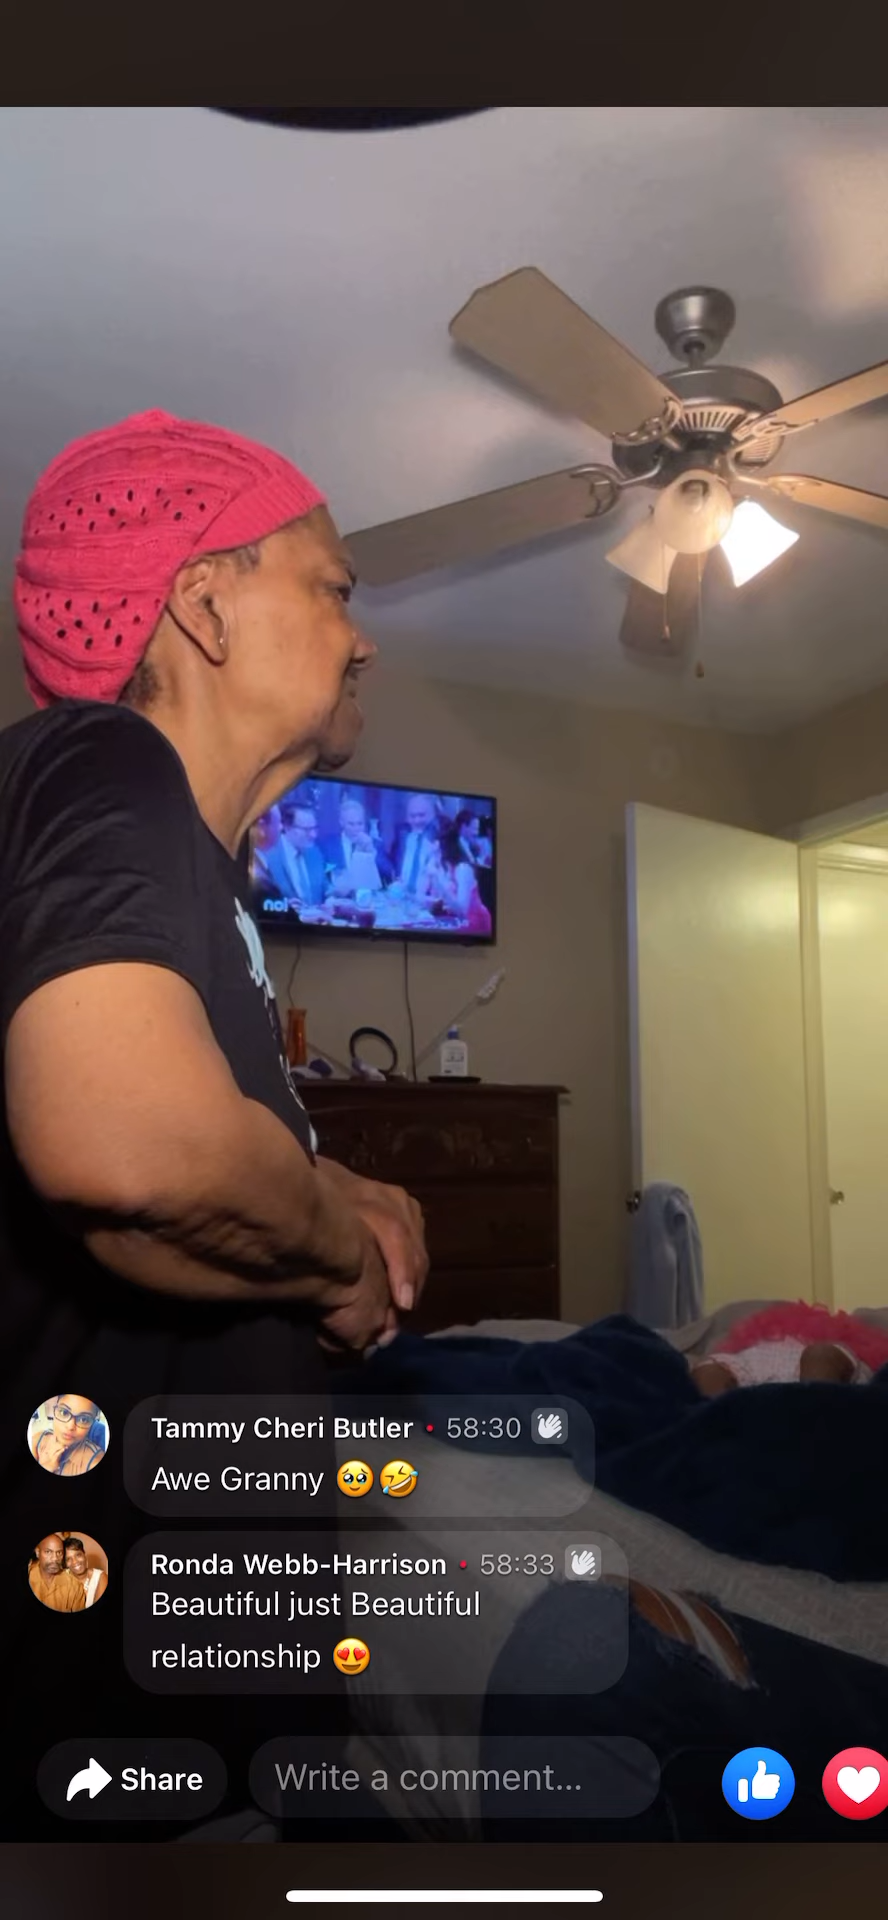 Tammy Cheri Butler • 58:30
Awe Granny 🥹🤣
Ronda Webb-Harrison • 58:33
Beautiful just Beautiful
relationship 😍
Share
Write a comment...